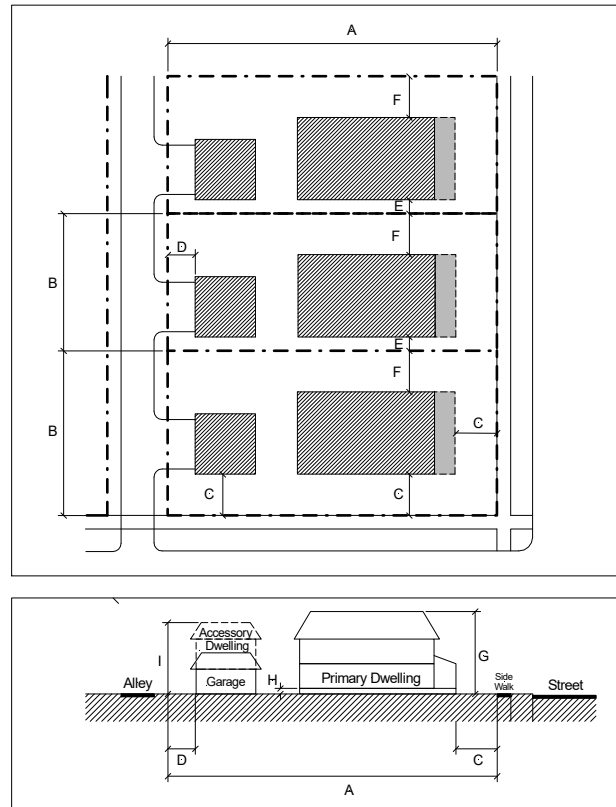 A
F
E
D
F
B
E
F
B
C
C
C
Accessory
Dwelling
I
G
Side
Walk
Alley
Garage
H
Primary Dwelling
Street
D
C
A